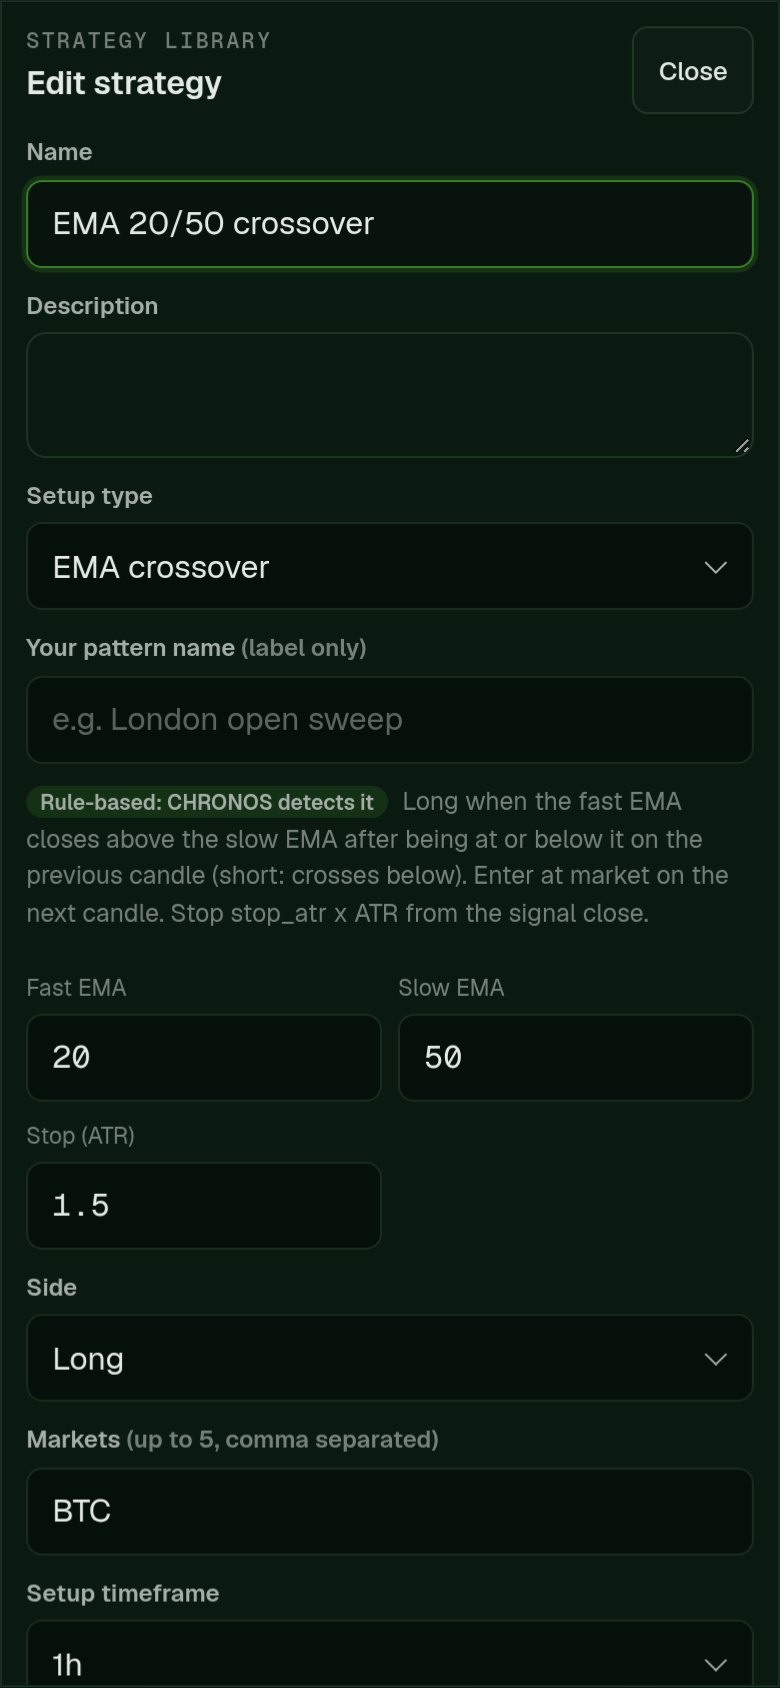 STRATEGY LIBRARY
Edit strategy
Close
Name
EMA 20/50 crossover
Description
Setup type
EMA crossover
Your pattern name (label only)
e.g. London open sweep
Rule-based: CHRONOS detects it Long when the fast EMA
closes above the slow EMA after being at or below it on the
previous candle (short: crosses below). Enter at market on the
next candle. Stop stop_atr x ATR from the signal close.
Fast EMA
Slow EMA
20
50
Stop (ATR)
1.5
Side
Long
Markets (up to 5, comma separated)
BTC
Setup timeframe
1h